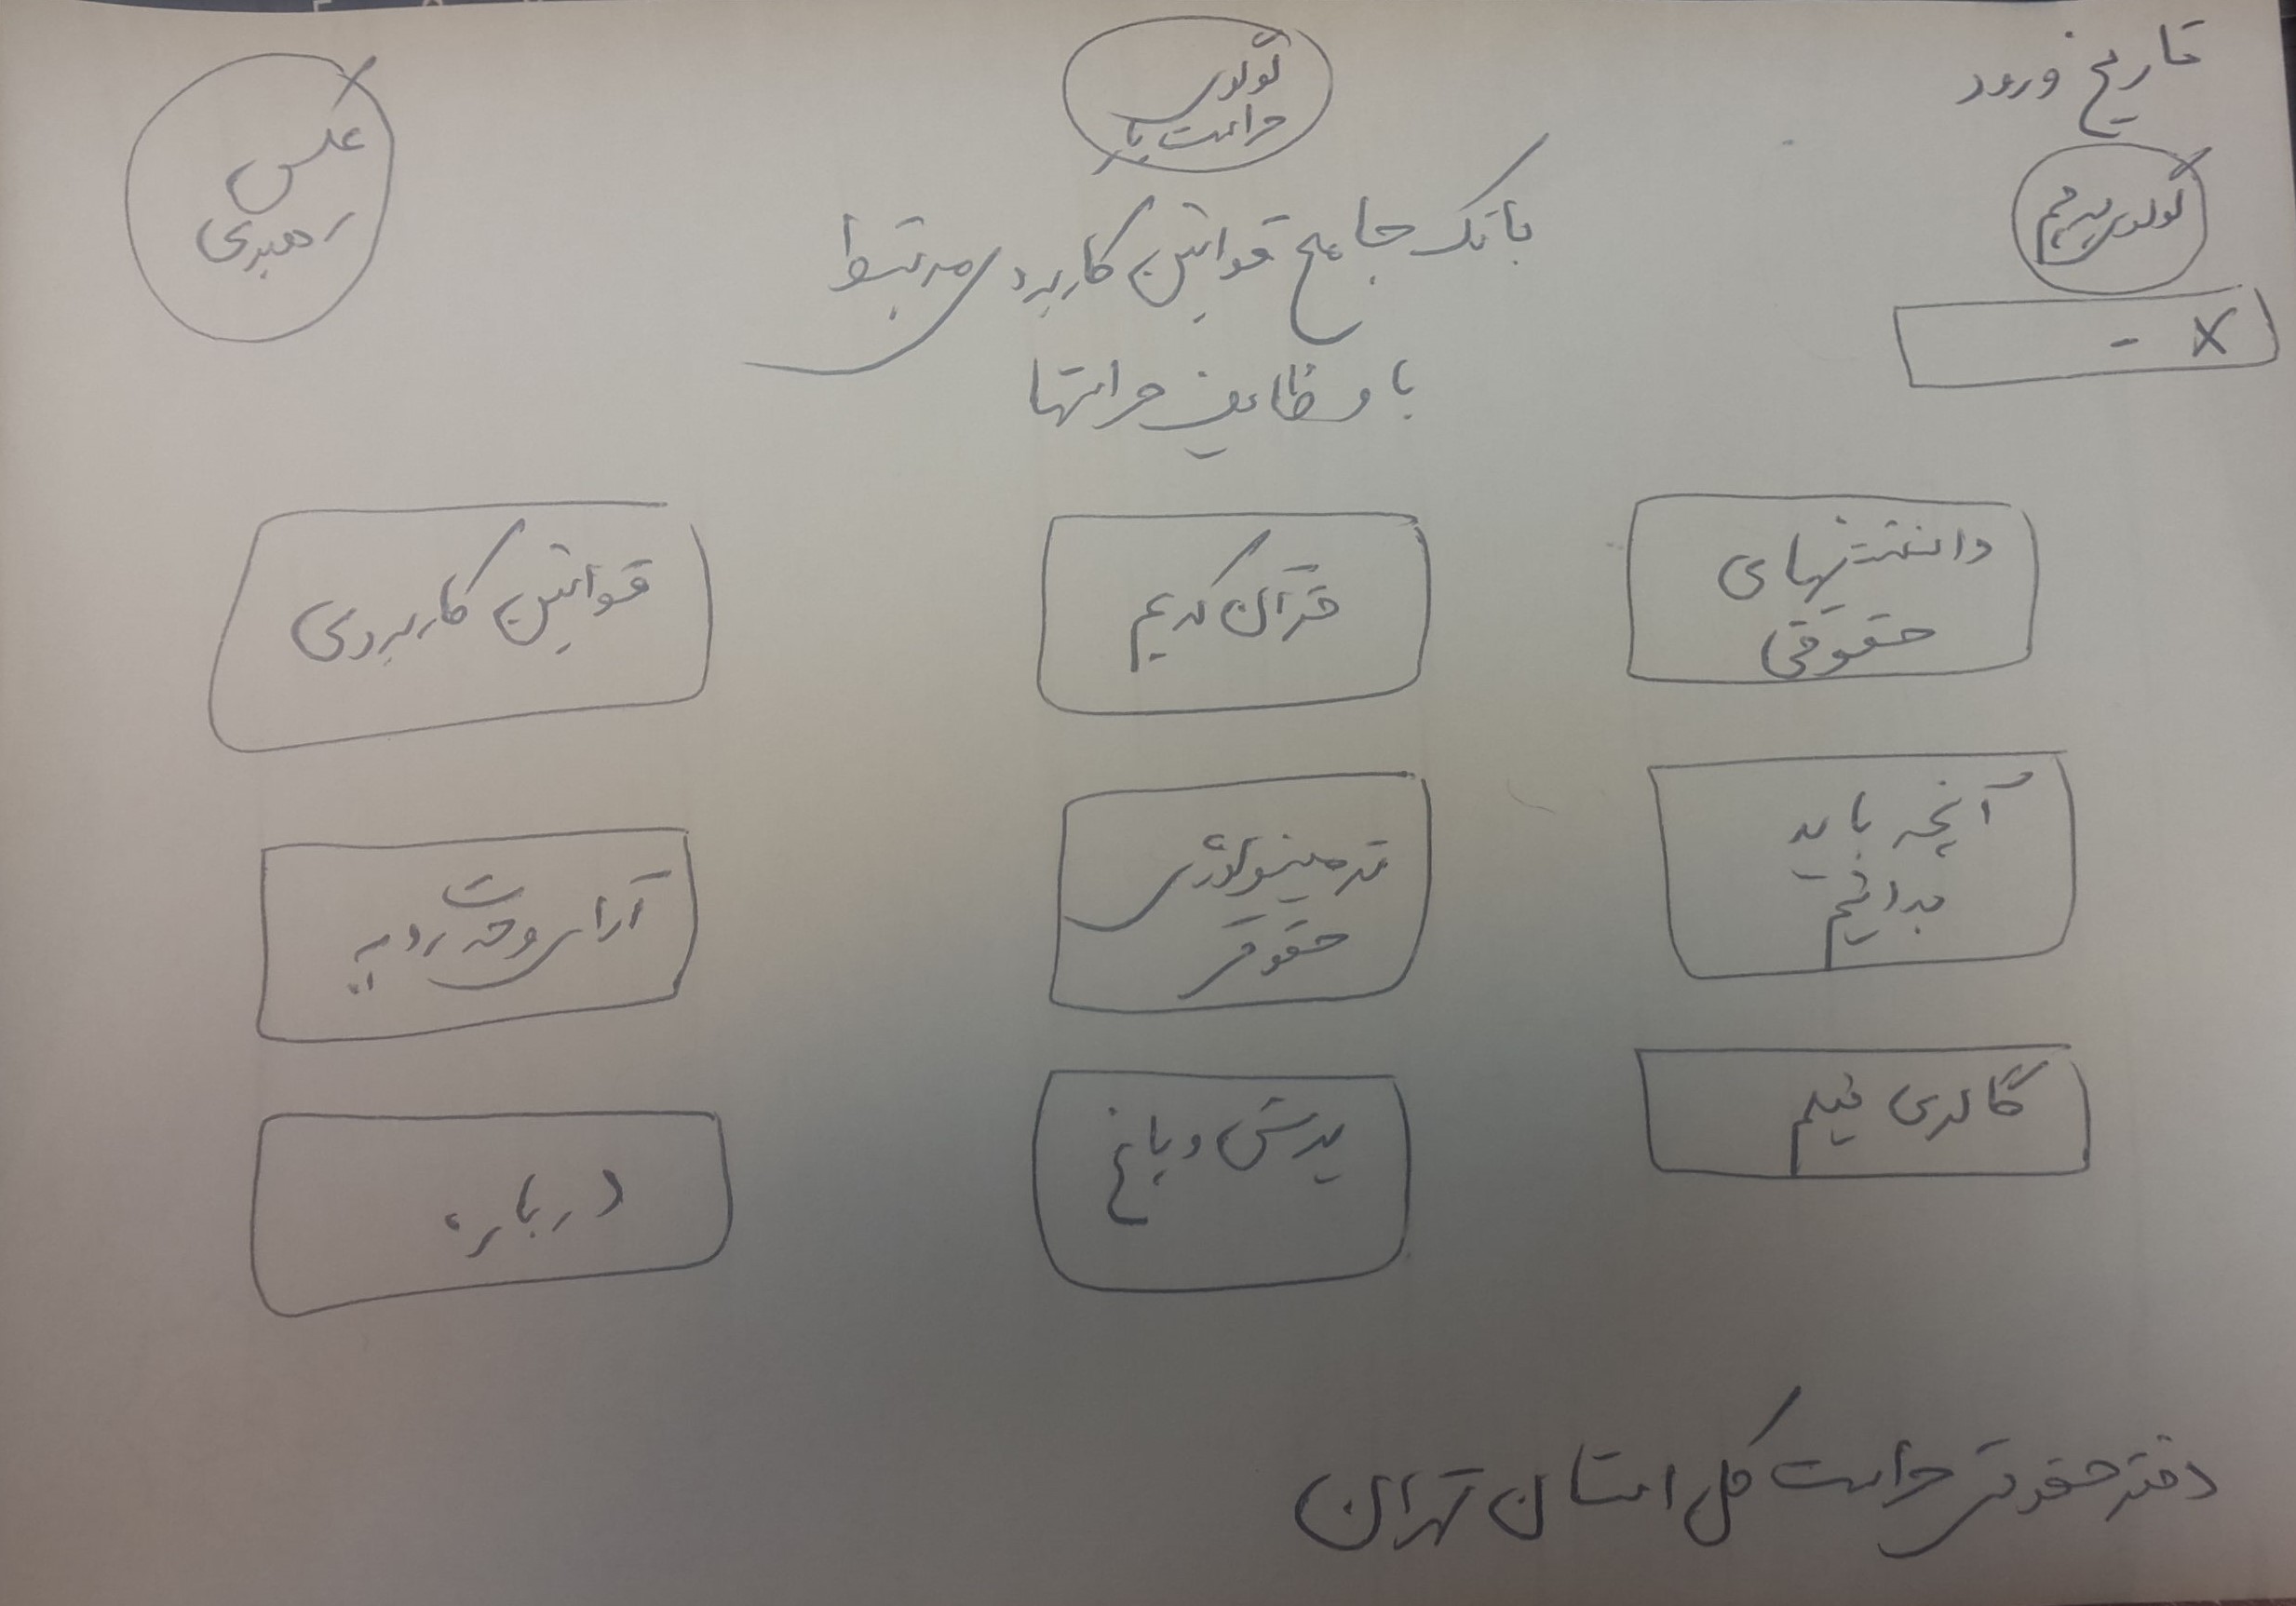 تاریخ ورود
لوگوی
حراست
لوگوی پرچم
X -
عکس
رهبری
بانک جامع قوانین کاربردی مرتبط
با وظایف حراستها
دانستنیهای
حقوقی
قرآن کریم
قوانین کاربردی
آنچه باید
بدانیم
ترمینولوژی
حقوقی
آرای وحدت رویه
گالری فیلم
پرسش و پاسخ
درباره
دفتر حقوقی حراست کل استان تهران